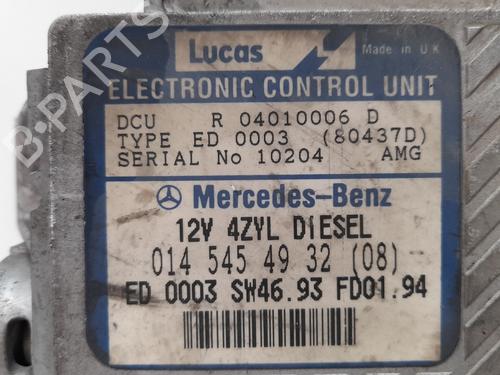 Lucas
Made in UK
ELECTRONIC CONTROL UNIT
DCU R 04010006 D
TYPE ED 0003 (80437D)
SERIAL No 10204 AMG
Mercedes-Benz
12V 4ZYL DIESEL
014 545 49 32 (08)
ED 0003 SW46.93 FD01.94
B-PARTS